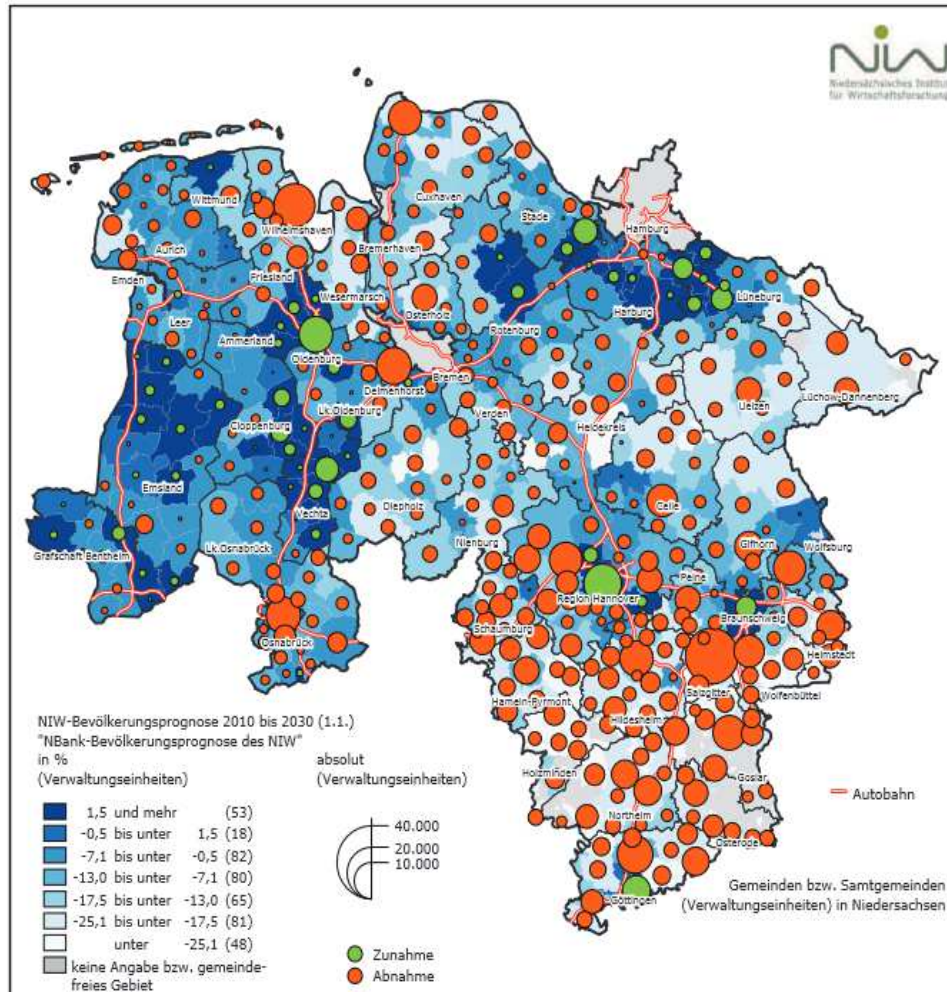 NIW
Niedersächsisches Institut
für Wirtschaftsforschung
Cuxhaven
Wittmund
Stade
Wilhelmshaven
Hamburg
Aurich
Bremerhaven
Emden
Friesland
Wesermarsch
Osterholz
Lüneburg
Leer
Harburg
Rotenburg
Ammerland
Oldenburg
Bremen
Delmenhorst
Uelzen
Lüchow-Dannenberg
Lk.Oldenburg
Verden
Cloppenburg
Heidekreis
Emsland
Diepholz
Celle
Vechta
Nienburg
Gifhorn
Wolfsburg
Grafschaft Bentheim
Lk.Osnabrück
Peine
Region Hannover
Braunschweig
Schaumburg
Osnabrück
Helmstadt
Salzgitter
Wolfenbüttel
Hameln-Pyrmont
Hildesheim
Holzminden
Goslar
Northeim
Osterode
Göttingen
NIW-Bevölkerungsprognose 2010 bis 2030 (1.1.)
"NBank-Bevölkerungsprognose des NIW"
in %
(Verwaltungseinheiten)
absolut
(Verwaltungseinheiten)
1,5 und mehr (53)
-0,5 bis unter 1,5 (18)
-7,1 bis unter -0,5 (82)
-13,0 bis unter -7,1 (80)
-17,5 bis unter -13,0 (65)
-25,1 bis unter -17,5 (81)
unter -25,1 (48)
keine Angabe bzw. gemeinde-
freies Gebiet
40.000
20.000
10.000
Zunahme
Abnahme
Autobahn
Gemeinden bzw. Samtgemeinden
(Verwaltungseinheiten) in Niedersachsen